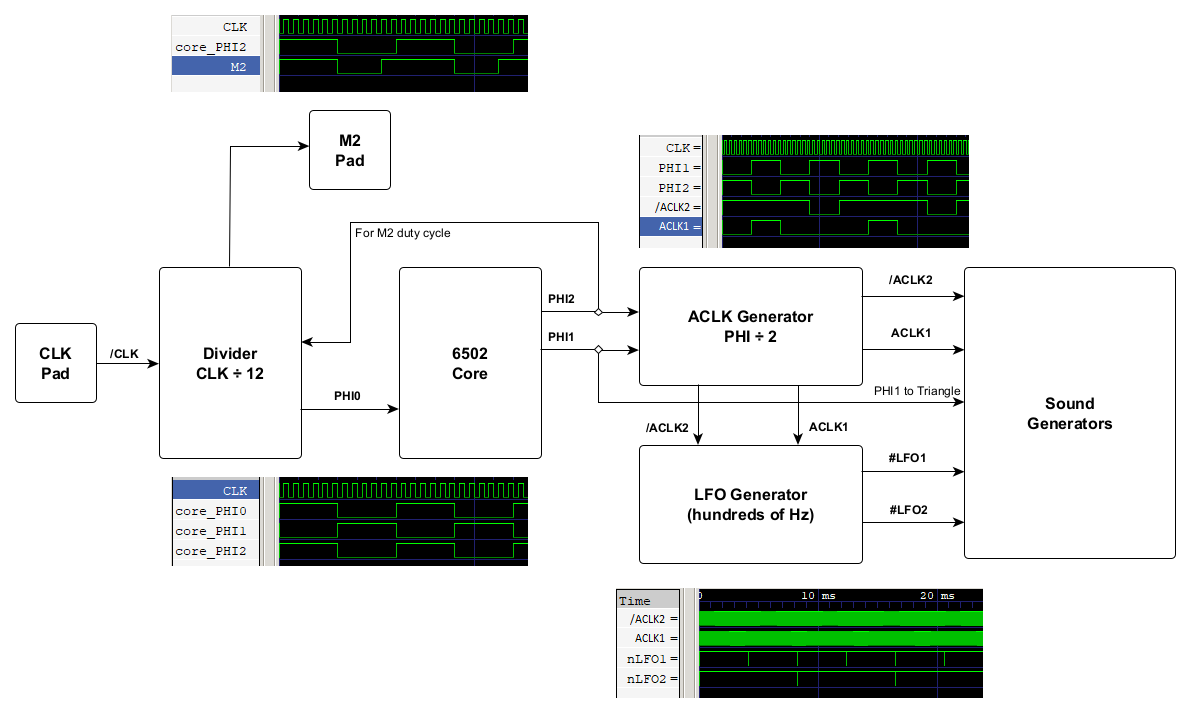 CLK
core_PHI2
M2
M2
Pad
CLK =
PHI1 =
PHI2 =
/ACLK2 =
ACLK1 =
For M2 duty cycle
CLK
Pad
/CLK
Divider
CLK ÷ 12
PHI0
6502
Core
PHI2
PHI1
ACLK Generator
PHI ÷ 2
/ACLK2
ACLK1
PHI1 to Triangle
/ACLK2
ACLK1
LFO Generator
(hundreds of Hz)
#LFO1
#LFO2
Sound
Generators
CLK
core_PHI0
core_PHI1
core_PHI2
Time
0 10 ms 20 ms
/ACLK2 =
ACLK1 =
nLFO1 =
nLFO2 =